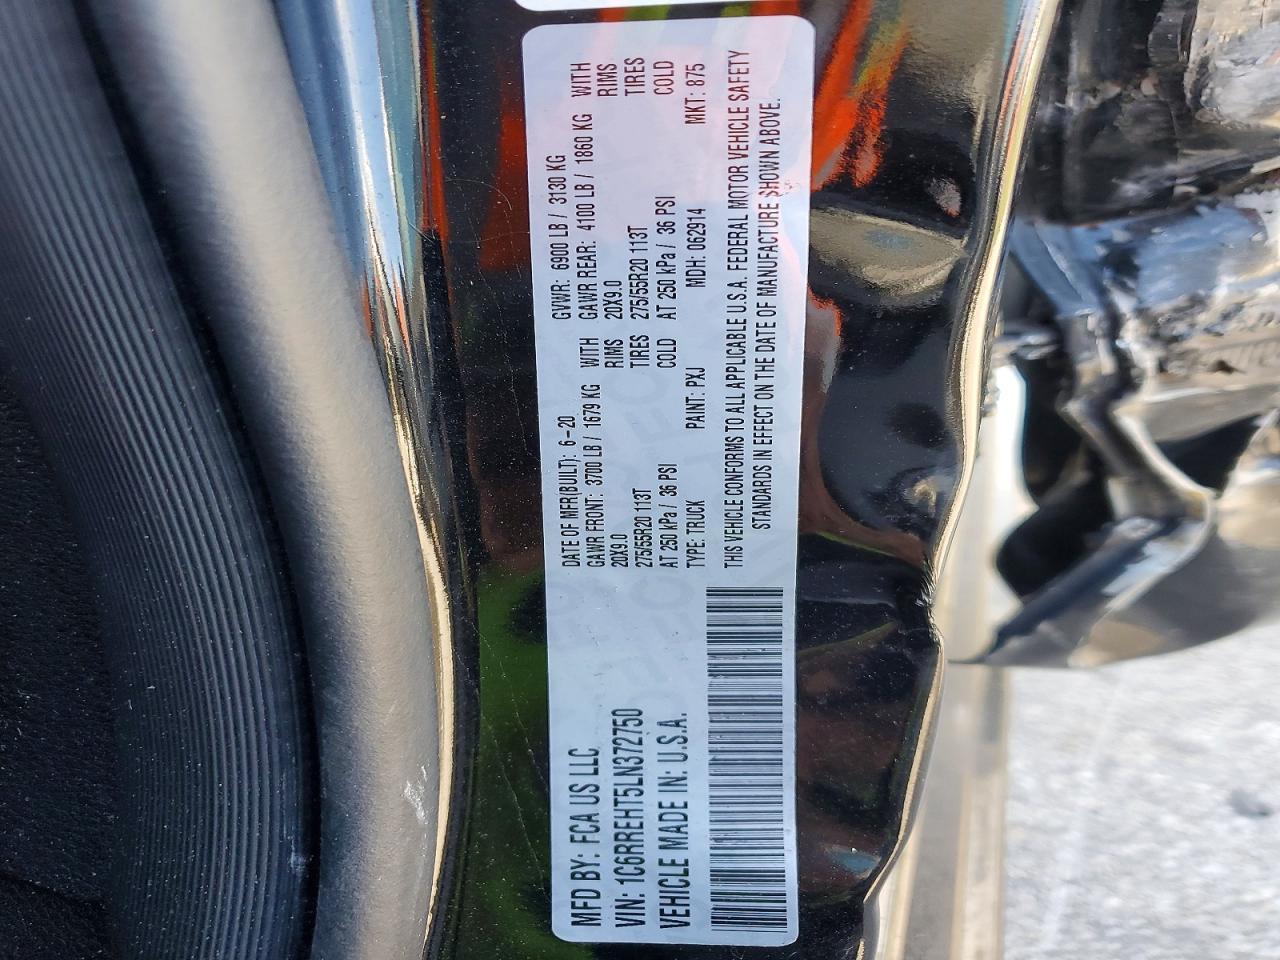 MFD BY: FCA US LLC
VIN: 1C6RREHT5LN372750
VEHICLE MADE IN: U.S.A.
DATE OF MFR(BUILT): 6-20 GVWR: 6900 LB / 3130 KG
GAWR FRONT: 3700 LB / 1679 KG WITH GAWR REAR: 4100 LB / 1860 KG WITH
20X9.0 RIMS 20X9.0 RIMS
275/55R20 113T TIRES 275/55R20 113T TIRES
AT 250 kPa / 36 PSI COLD AT 250 kPa / 36 PSI COLD
TYPE: TRUCK PAINT: PXJ MDH: 062914 MKT: 875
THIS VEHICLE CONFORMS TO ALL APPLICABLE U.S.A. FEDERAL MOTOR VEHICLE SAFETY
STANDARDS IN EFFECT ON THE DATE OF MANUFACTURE SHOWN ABOVE.